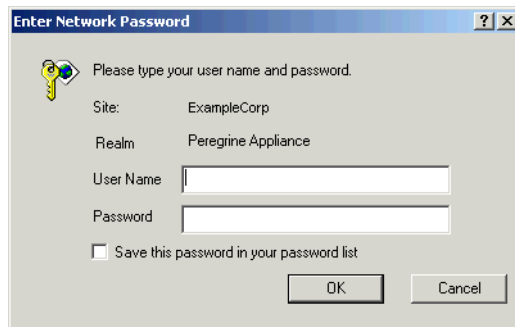 Enter Network Password
Please type your user name and password.
Site: ExampleCorp
Realm Peregrine Appliance
User Name
Password
Save this password in your password list
OK Cancel